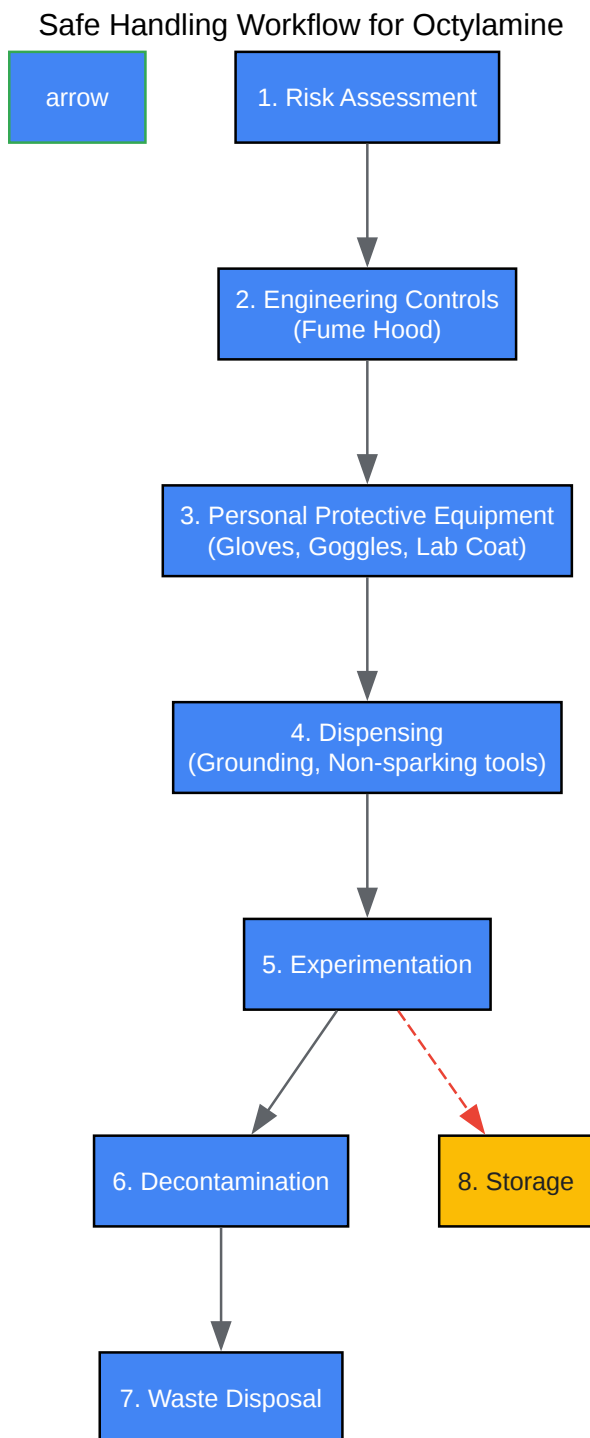 Safe Handling Workflow for Octylamine
arrow
1. Risk Assessment
2. Engineering Controls
(Fume Hood)
3. Personal Protective Equipment
(Gloves, Goggles, Lab Coat)
4. Dispensing
(Grounding, Non-sparking tools)
5. Experimentation
6. Decontamination
8. Storage
7. Waste Disposal